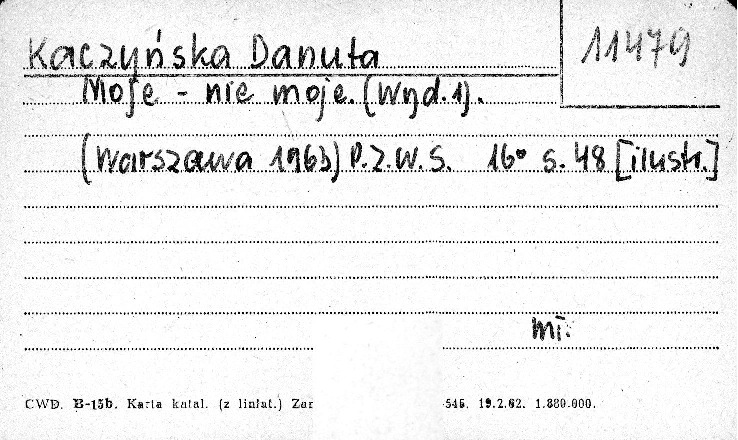 Kaczyńska Danuta 11479
Moje - nie moje. (Wyd. 1).
(Warszawa 1963) P.Z.W.S. 16° s. 48 [ilustr.]
mi.
CWD. B-15b. Karta katal. (z liniat.) Zar
545. 19.2.62. 1.880.000.